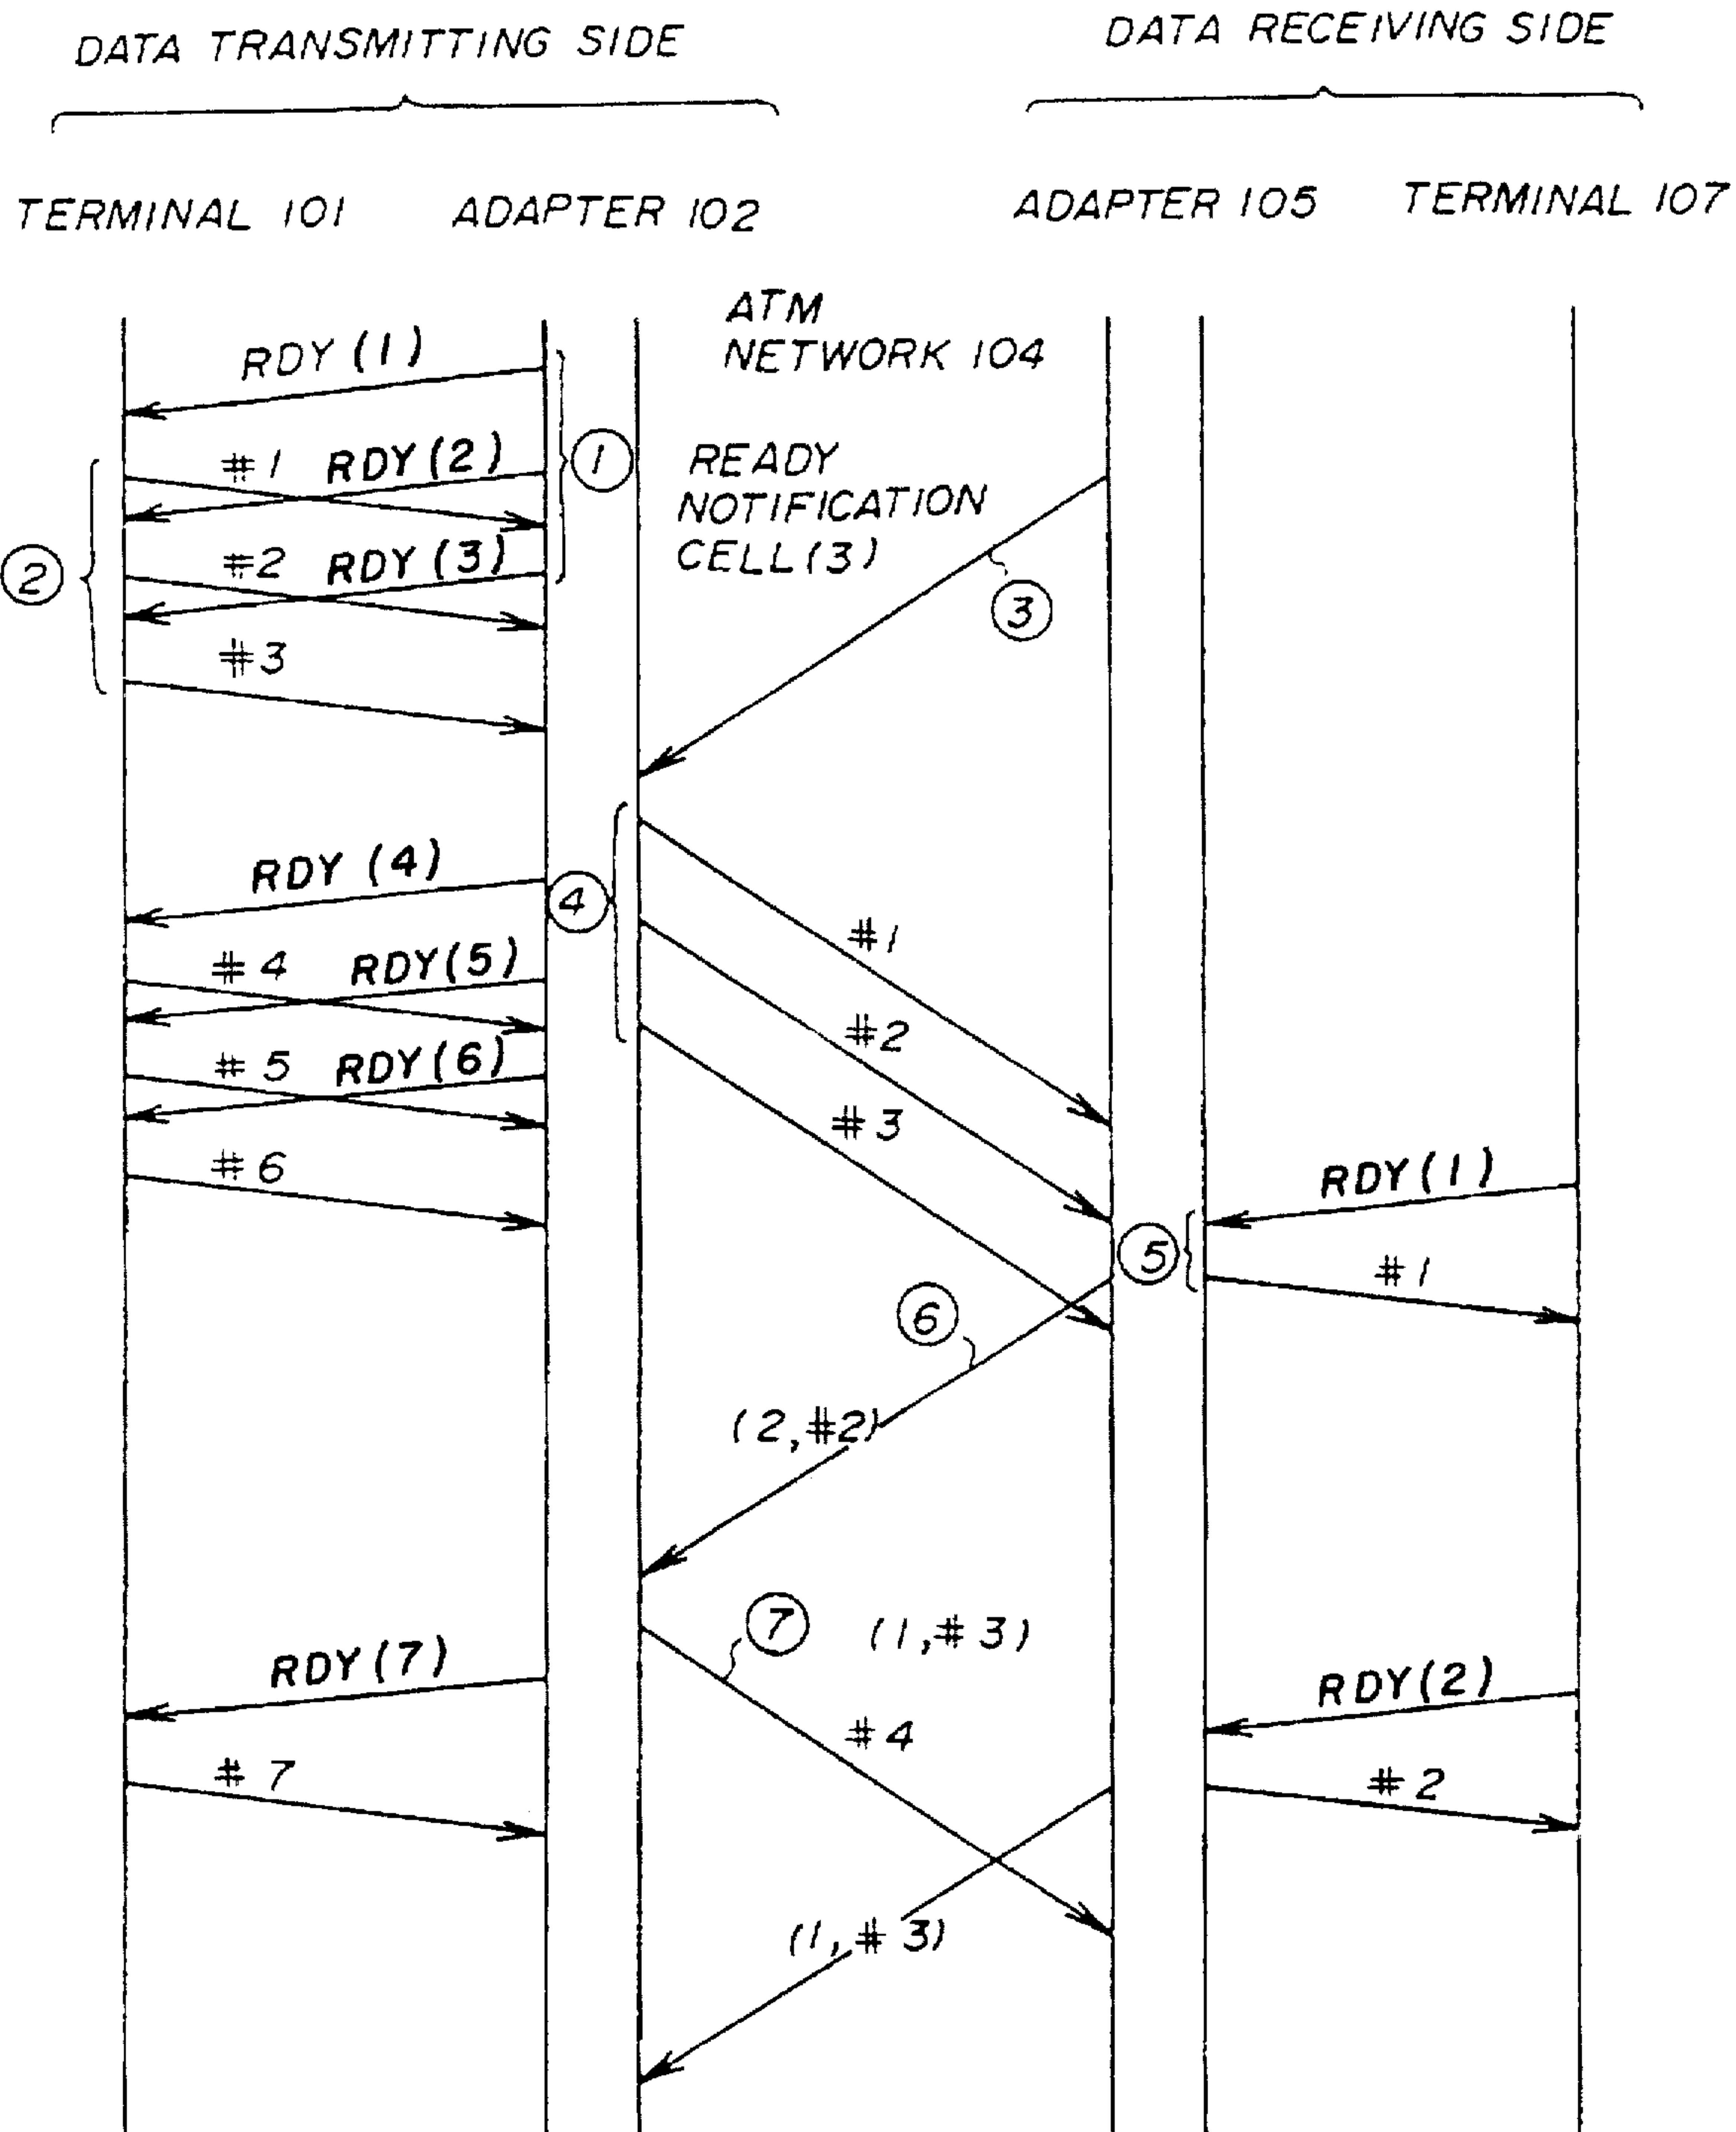 DATA TRANSMITTING SIDE
DATA RECEIVING SIDE
TERMINAL 101
ADAPTER 102
ADAPTER 105
TERMINAL 107
ATM
NETWORK 104
RDY (1)
#1 RDY (2)
①
READY
NOTIFICATION
CELL (3)
②
#2 RDY (3)
③
#3
RDY (4)
④
#1
#4 RDY(5)
#2
#5 RDY(6)
#3
#6
RDY(1)
⑤
#1
⑥
(2,#2)
⑦
(1,#3)
RDY(7)
RDY(2)
#4
#7
#2
(1,#3)